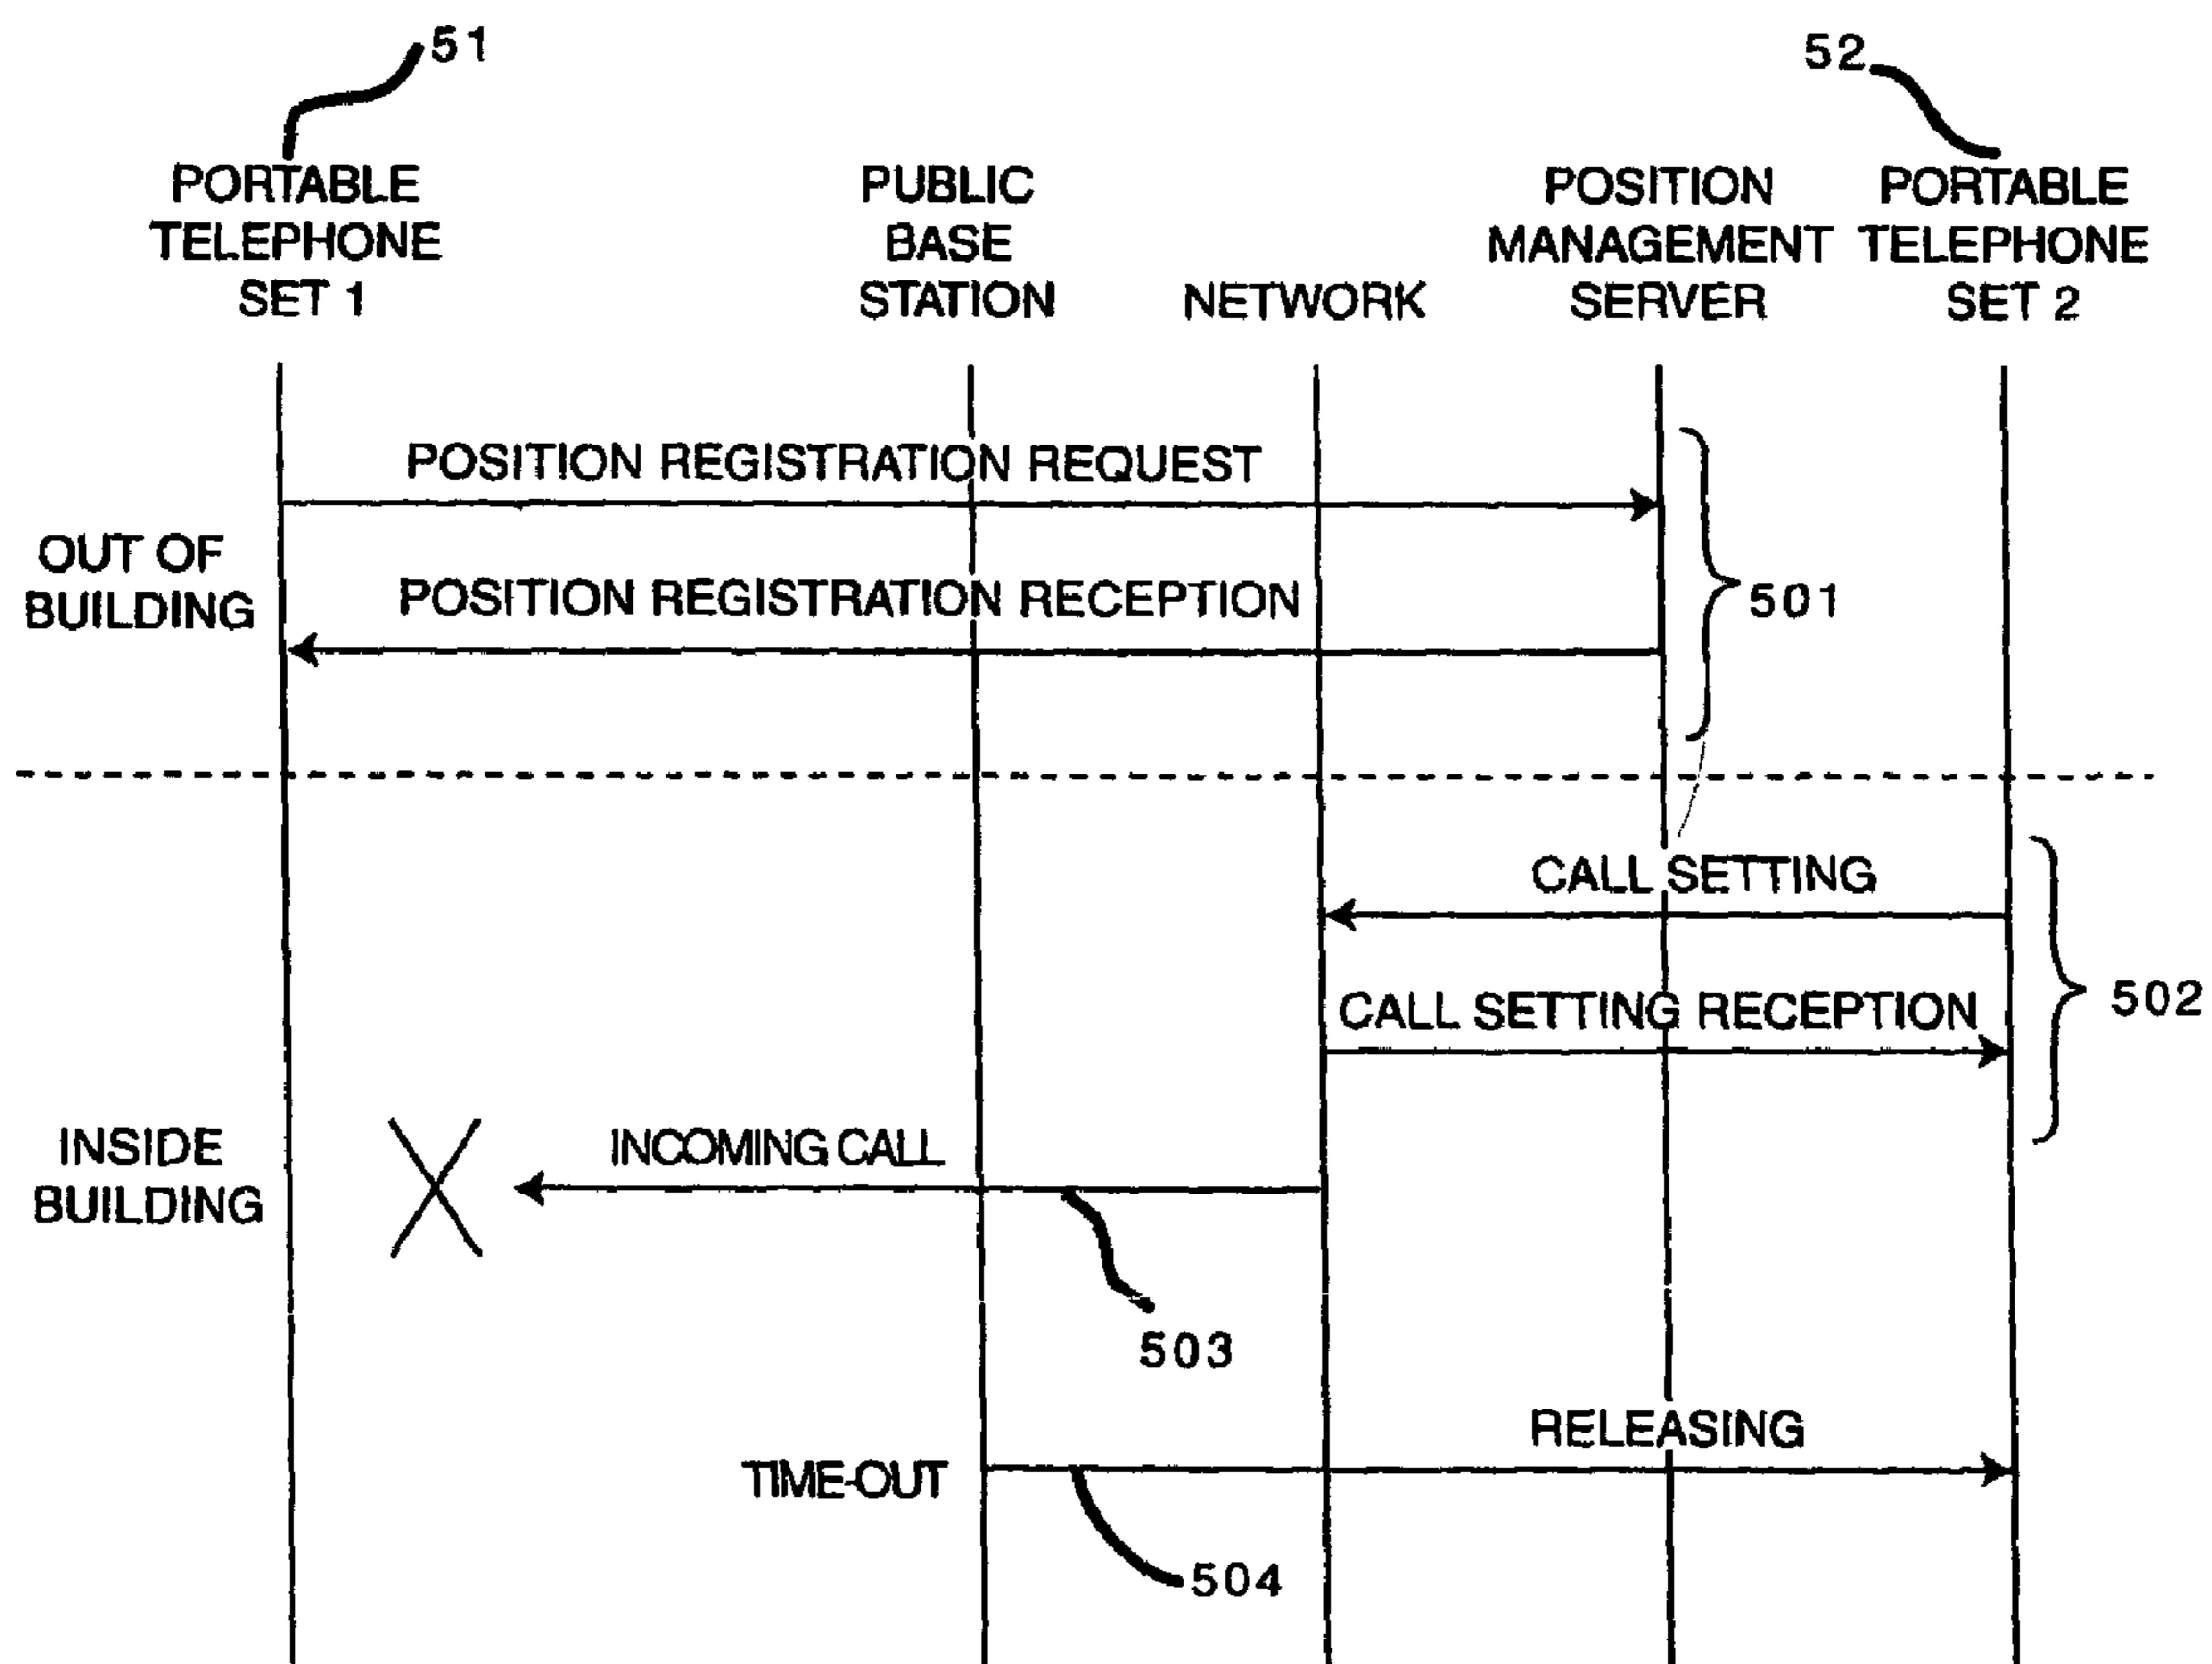 51
52
PORTABLE
TELEPHONE
SET 1
PUBLIC
BASE
STATION
NETWORK
POSITION
MANAGEMENT
SERVER
PORTABLE
TELEPHONE
SET 2
POSITION REGISTRATION REQUEST
OUT OF
BUILDING
POSITION REGISTRATION RECEPTION
501
CALL SETTING
CALL SETTING RECEPTION
502
INSIDE
BUILDING
INCOMING CALL
503
RELEASING
TIME-OUT
504